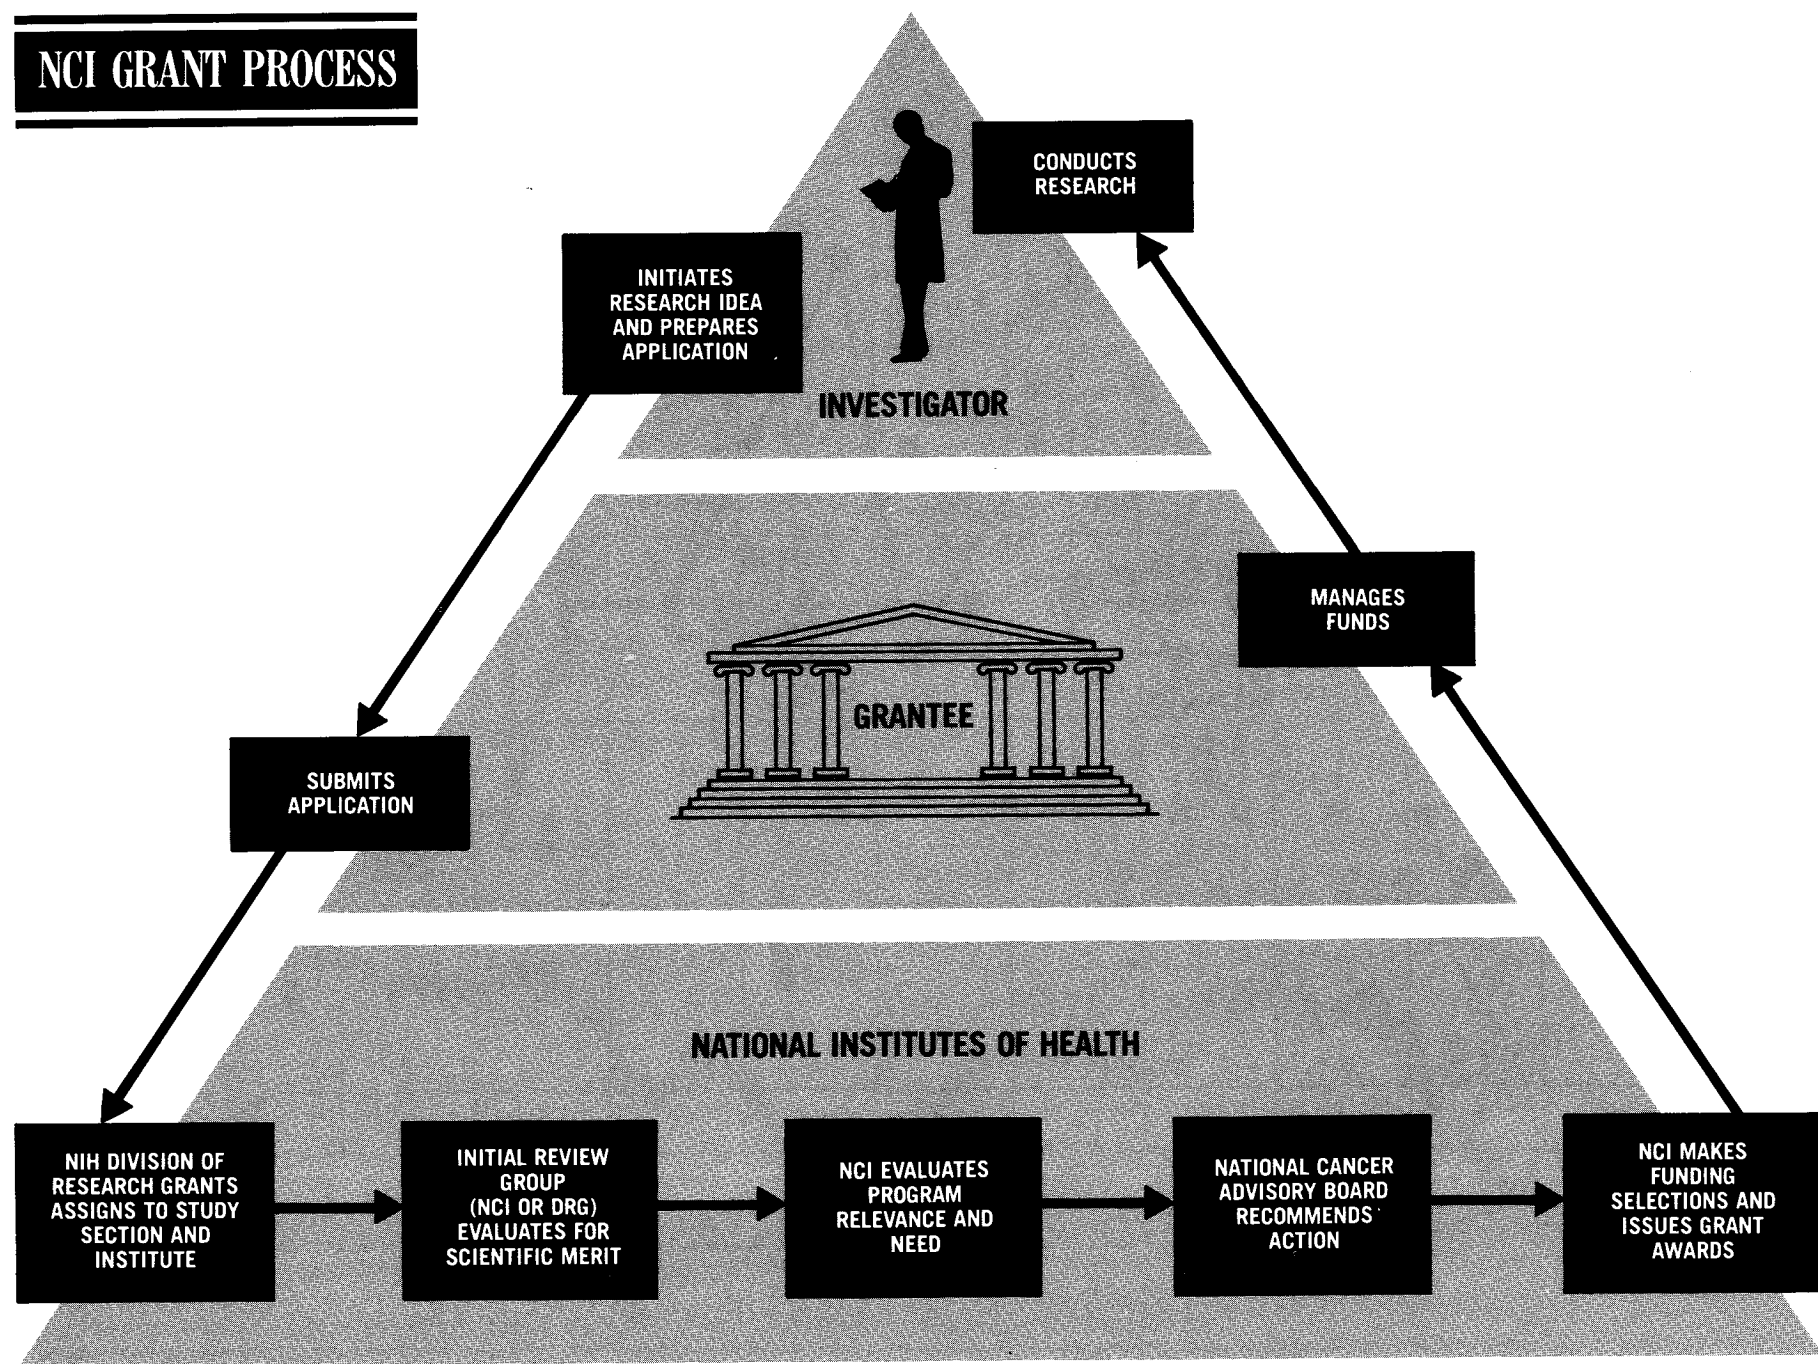 NCI GRANT PROCESS
CONDUCTS
RESEARCH
INITIATES
RESEARCH IDEA
AND PREPARES
APPLICATION
INVESTIGATOR
MANAGES
FUNDS
GRANTEE
SUBMITS
APPLICATION
NATIONAL INSTITUTES OF HEALTH
NIH DIVISION OF
RESEARCH GRANTS
ASSIGNS TO STUDY
SECTION AND
INSTITUTE
INITIAL REVIEW
GROUP
(NCI OR DRG)
EVALUATES FOR
SCIENTIFIC MERIT
NCI EVALUATES
PROGRAM
RELEVANCE AND
NEED
NATIONAL CANCER
ADVISORY BOARD
RECOMMENDS
ACTION
NCI MAKES
FUNDING
SELECTIONS AND
ISSUES GRANT
AWARDS